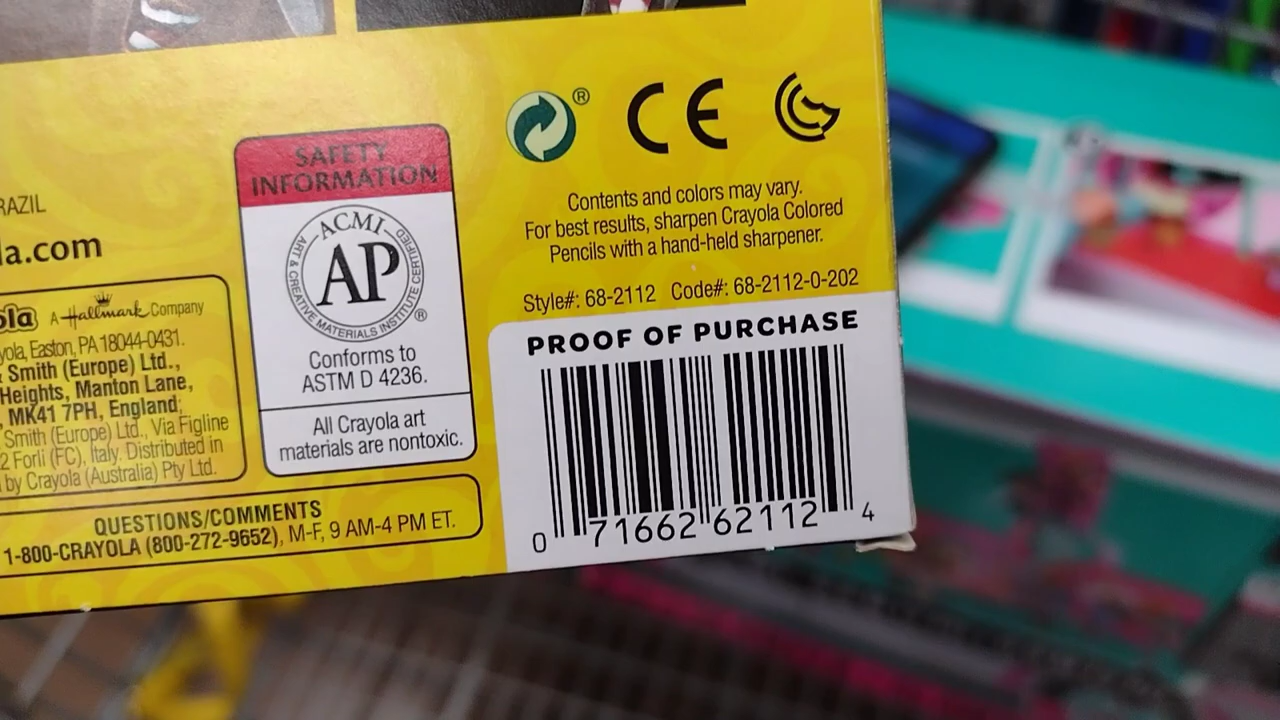 RAZIL
la.com
ola A Hallmark Company
yola, Easton, PA 18044-0431.
Smith (Europe) Ltd.,
Heights, Manton Lane,
, MK41 7PH, England;
Smith (Europe) Ltd., Via Figline
2 Forli (FC), Italy. Distributed in
by Crayola (Australia) Pty Ltd.
QUESTIONS/COMMENTS
1-800-CRAYOLA (800-272-9652), M-F, 9 AM-4 PM ET.
SAFETY
INFORMATION
ACMI
AP
ART & CREATIVE MATERIALS INSTITUTE CERTIFIED
®
Conforms to
ASTM D 4236.
All Crayola art
materials are nontoxic.
® CE
Contents and colors may vary.
For best results, sharpen Crayola Colored
Pencils with a hand-held sharpener.
Style#: 68-2112 Code#: 68-2112-0-202
PROOF OF PURCHASE
0 71662 62112 4